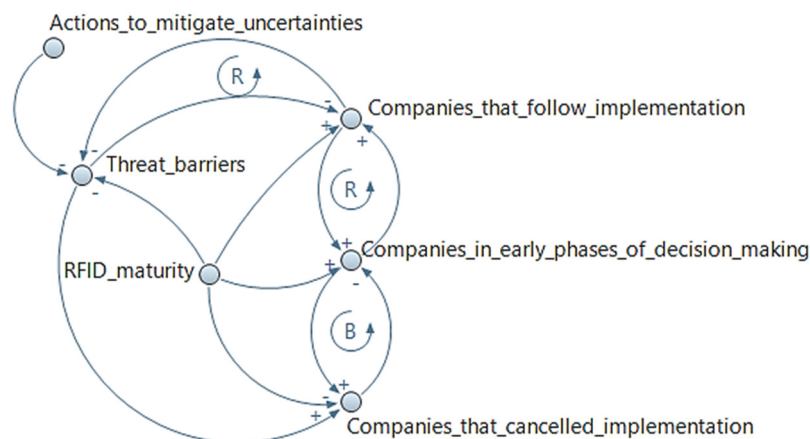 Actions_to_mitigate_uncertainties
R
-
Companies_that_follow_implementation
+
+
-
-
Threat_barriers
-
R
+
Companies_in_early_phases_of_decision_making
RFID_maturity
+
-
B
+
-
+
Companies_that_cancelled_implementation